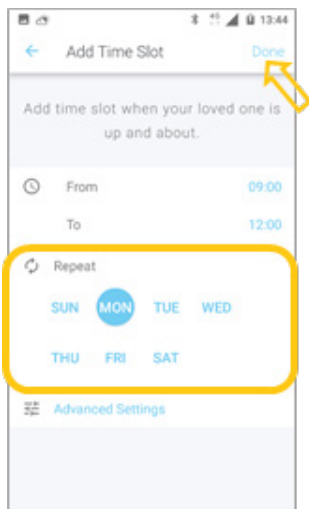 13:44
Add Time Slot Done
Add time slot when your loved one is
up and about.
From 09:00
To 12:00
Repeat
SUN MON TUE WED
THU FRI SAT
Advanced Settings